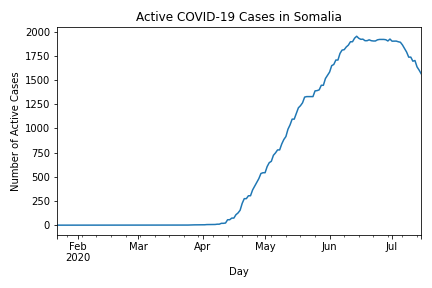 Active COVID-19 Cases in Somalia
Number of Active Cases
2000
1750
1500
1250
1000
750
500
250
0
Feb Mar Apr May Jun Jul
2020
Day